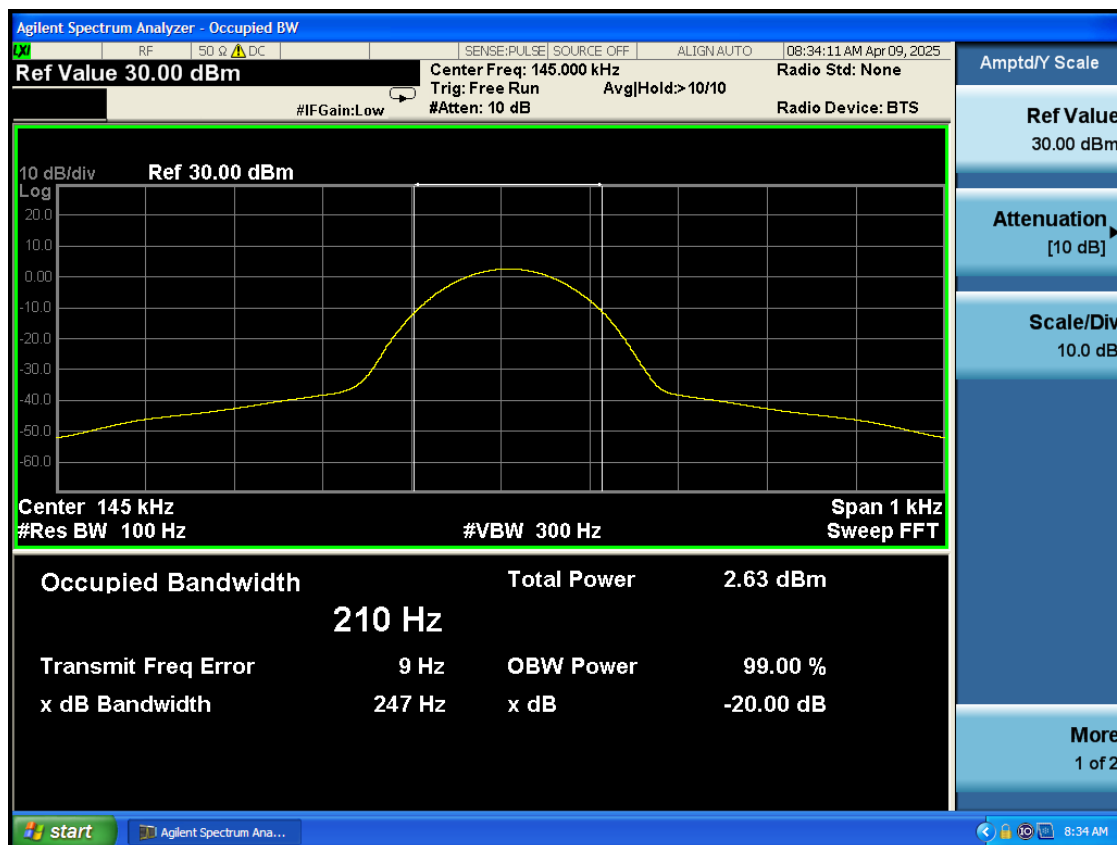 Agilent Spectrum Analyzer - Occupied BW
LXI RF 50 Ω DC SENSE:PULSE SOURCE OFF ALIGN AUTO 08:34:11 AM Apr 09, 2025
Ref Value 30.00 dBm
Center Freq: 145.000 kHz Radio Std: None
Trig: Free Run Avg|Hold:>10/10
#IFGain:Low #Atten: 10 dB Radio Device: BTS
10 dB/div Ref 30.00 dBm
Log
20.0
10.0
0.00
-10.0
-20.0
-30.0
-40.0
-50.0
-60.0
Center 145 kHz Span 1 kHz
#Res BW 100 Hz #VBW 300 Hz Sweep FFT
Occupied Bandwidth Total Power 2.63 dBm
210 Hz
Transmit Freq Error 9 Hz OBW Power 99.00 %
x dB Bandwidth 247 Hz x dB -20.00 dB
Amptd/Y Scale
Ref Value
30.00 dBm
Attenuation
[10 dB]
Scale/Div
10.0 dB
More
1 of 2
start Agilent Spectrum Ana... 8:34 AM